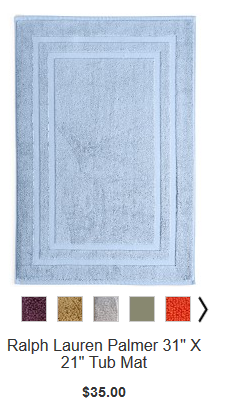 Ralph Lauren Palmer 31" X
21" Tub Mat
$35.00